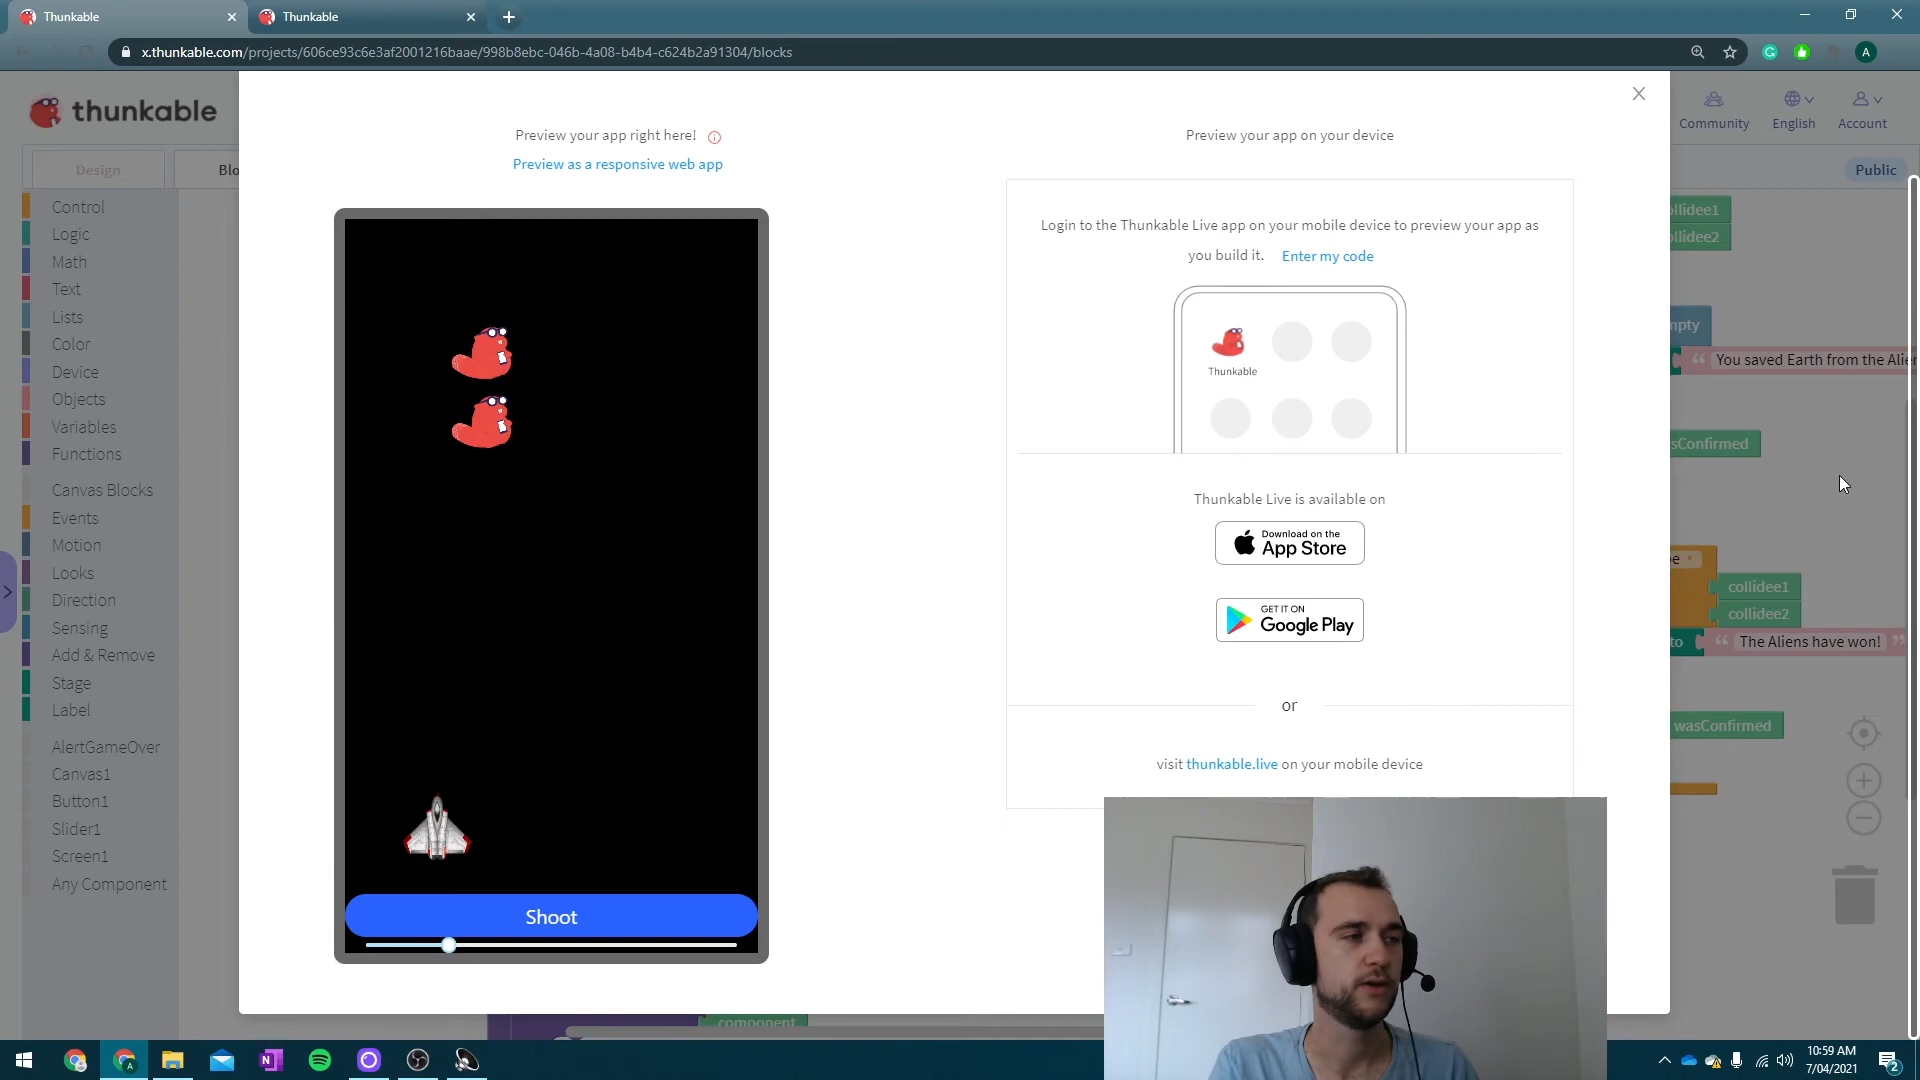 Thunkable
Thunkable
x.thunkable.com/projects/606ce93c6e3af2001216baae/998b8ebc-046b-4a08-b4b4-c624b2a91304/blocks
A
thunkable
Community
English
Account
Design
Blo
Public
Preview your app right here!
Preview as a responsive web app
Preview your app on your device
Login to the Thunkable Live app on your mobile device to preview your app as
you build it. Enter my code
Thunkable
Thunkable Live is available on
Download on the
App Store
GET IT ON
Google Play
or
visit thunkable.live on your mobile device
Shoot
Control
Logic
Math
Text
Lists
Color
Device
Objects
Variables
Functions
Canvas Blocks
Events
Motion
Looks
Direction
Sensing
Add & Remove
Stage
Label
AlertGameOver
Canvas1
Button1
Slider1
Screen1
Any Component
llidee1
llidee2
mpty
“ You saved Earth from the Alie
sConfirmed
collidee1
collidee2
to “ The Aliens have won! ”
wasConfirmed
component
N
A
10:59 AM
7/04/2021
2